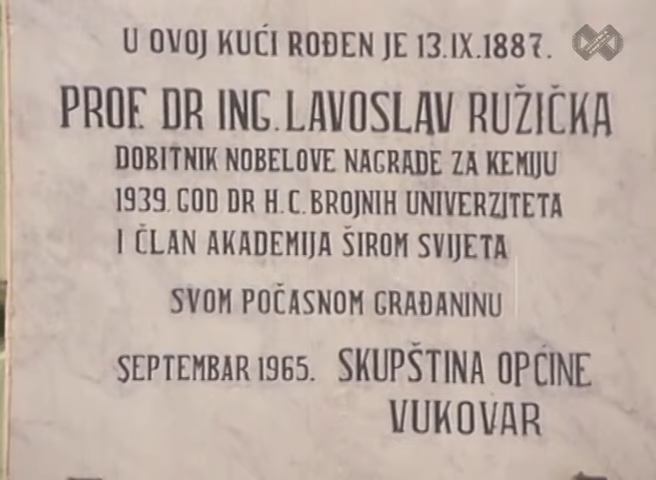 U OVOJ KUĆI ROĐEN JE 13.IX.1887.
PROF. DR ING. LAVOSLAV RUŽIČKA
DOBITNIK NOBELOVE NAGRADE ZA KEMIJU
1939. GOD DR H.C. BROJNIH UNIVERZITETA
I ČLAN AKADEMIJA ŠIROM SVIJETA
SVOM POČASNOM GRAĐANINU
SEPTEMBAR 1965. SKUPŠTINA OPĆINE
VUKOVAR